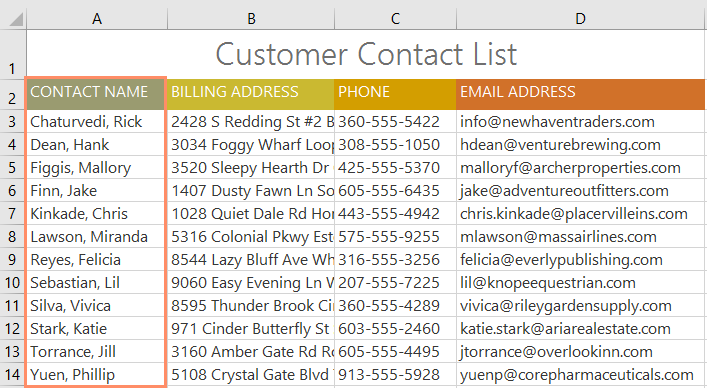 A B C D
1 Customer Contact List
2 CONTACT NAME BILLING ADDRESS PHONE EMAIL ADDRESS
3 Chaturvedi, Rick 2428 S Redding St #2 B 360-555-5422 info@newhaventraders.com
4 Dean, Hank 3034 Foggy Wharf Loop 308-555-1050 hdean@venturebrewing.com
5 Figgis, Mallory 3520 Sleepy Hearth Dr 425-555-5370 malloryf@archerproperties.com
6 Finn, Jake 1407 Dusty Fawn Ln So 605-555-6435 jake@adventureoutfitters.com
7 Kinkade, Chris 1028 Quiet Dale Rd Hor 443-555-4942 chris.kinkade@placervilleins.com
8 Lawson, Miranda 5316 Colonial Pkwy Est 575-555-9255 mlawson@massairlines.com
9 Reyes, Felicia 8544 Lazy Bluff Ave Wh 316-555-3256 felicia@everlypublishing.com
10 Sebastian, Lil 9060 Easy Evening Ln W 207-555-7225 lil@knopeequestrian.com
11 Silva, Vivica 8595 Thunder Brook Cir 360-555-4289 vivica@rileygardensupply.com
12 Stark, Katie 971 Cinder Butterfly St 603-555-2460 katie.stark@ariarealestate.com
13 Torrance, Jill 3160 Amber Gate Rd Ro 605-555-4495 jtorrance@overlookinn.com
14 Yuen, Phillip 5108 Crystal Gate Blvd 913-555-5928 yuenp@corepharmaceuticals.com